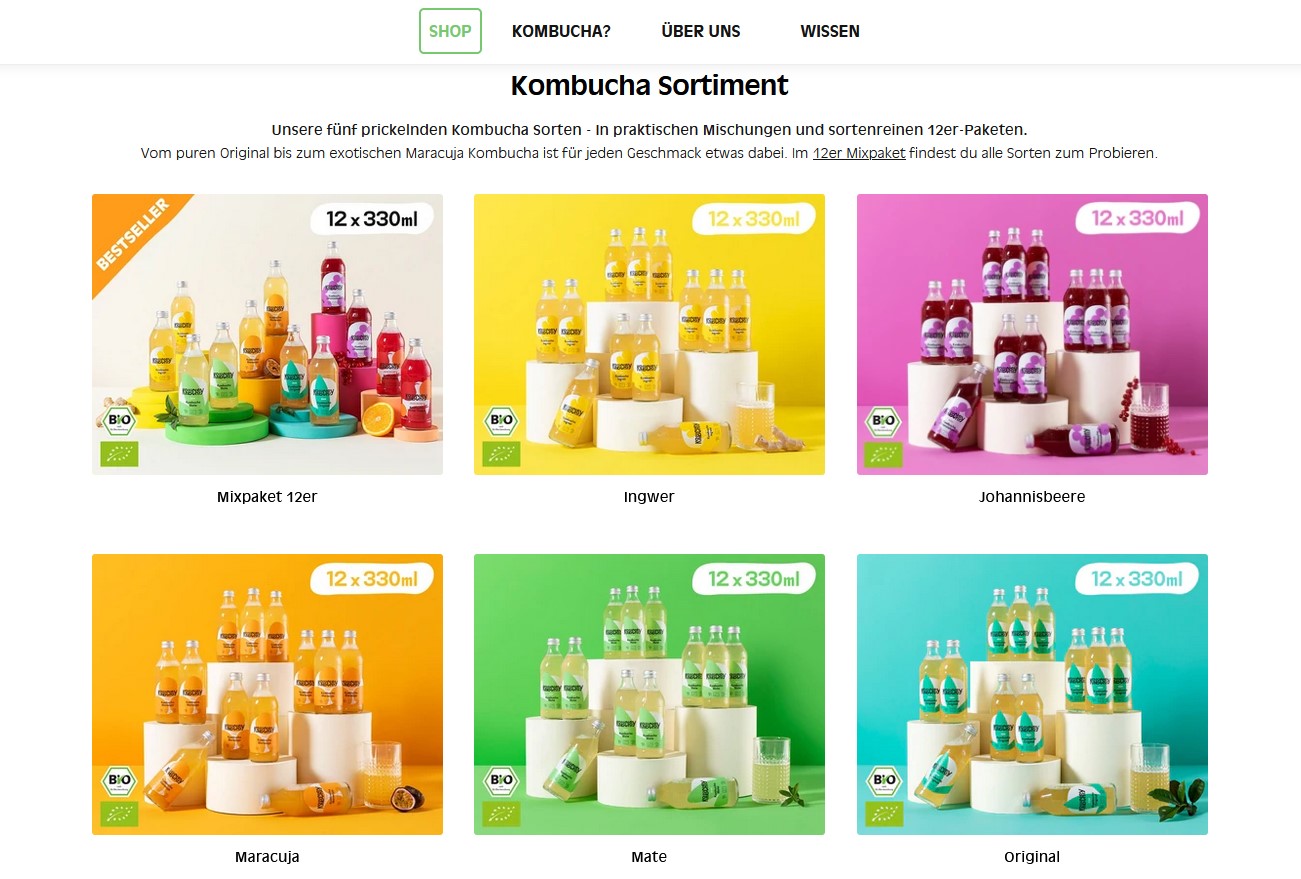 SHOP
KOMBUCHA?
ÜBER UNS
WISSEN
Kombucha Sortiment
Unsere fünf prickelnden Kombucha Sorten - In praktischen Mischungen und sortenreinen 12er-Paketen.
Vom puren Original bis zum exotischen Maracuja Kombucha ist für jeden Geschmack etwas dabei. Im 12er Mixpaket findest du alle Sorten zum Probieren.
BESTSELLER
12 x 330ml
BIO
Mixpaket 12er
12 x 330ml
BIO
Ingwer
12 x 330ml
BIO
Johannisbeere
12 x 330ml
BIO
Maracuja
12 x 330ml
BIO
Mate
12 x 330ml
BIO
Original